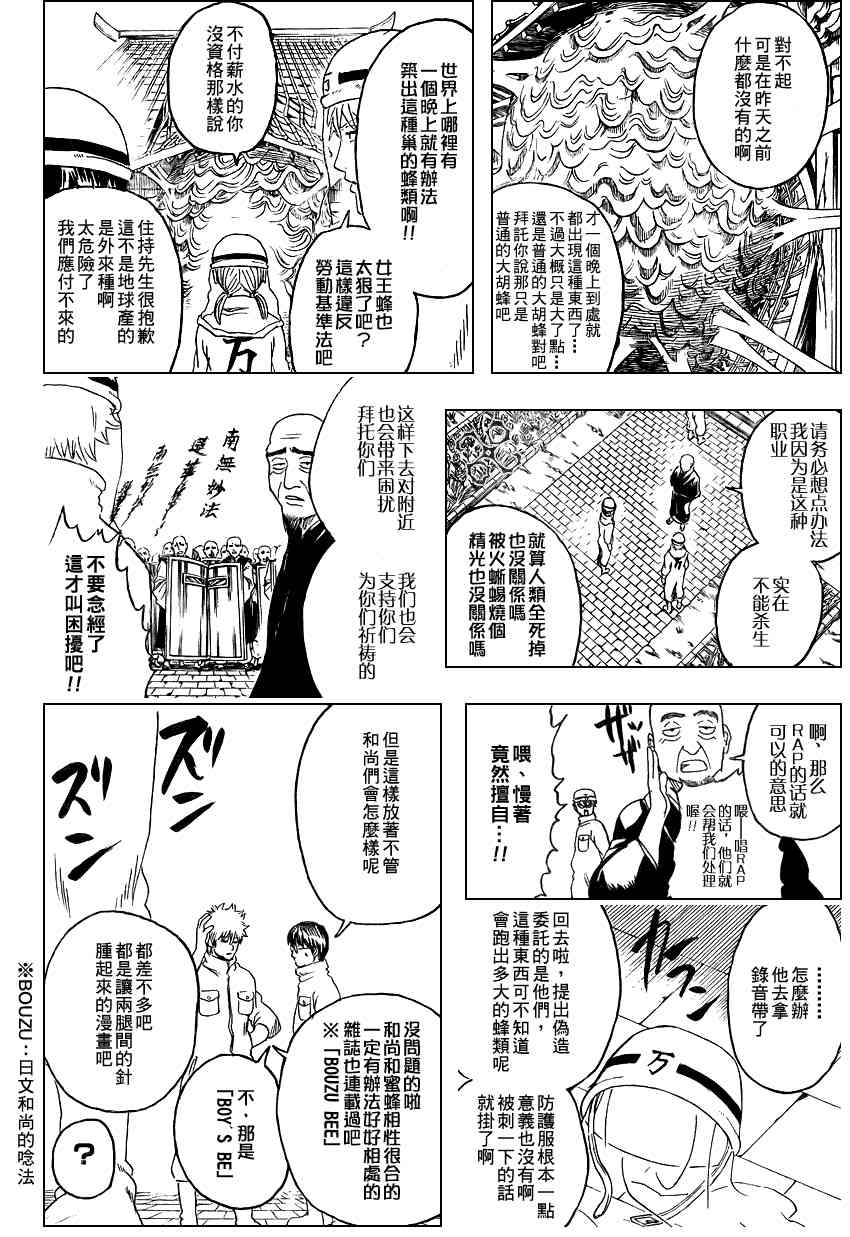 對不起
可是在昨天之前
什麼都沒有的啊
才一個晚上到處就
都出現這種東西了…
不過大概只是大了點…
還是普通的大胡蜂對吧
拜託你說那只是
普通的大胡蜂吧
世界上哪裡有
一個晚上就有辦法
築出這種巢的蜂類啊!!
不付薪水的你
沒資格那樣說
女王蜂也
太狠了吧?
這樣違反
勞動基準法吧
住持先生很抱歉
這不是地球產的
是外來種啊
太危險了
我們應付不來的
万
请务必想点办法
我因为是这种
职业
实在
不能杀生
就算人類全死掉
也沒關係嗎
被火蜥蜴燒個
精光也沒關係嗎
万
这样下去对附近
也会带来困扰
拜托你们
我们也会
支持你们
为你们祈祷的
南無妙法
蓮華
南無妙
不要念經了
這才叫困擾吧!!
啊、那么
RAP的话就
可以的意思
喂──唱RAP
的话，他们就
会帮我们处理
喔!!
喂、慢著
竟然擅自…!!
………
怎麼辦
他去拿
錄音帶了
回去啦，提出偽造
委託的是他們，
這種東西可不知道
會跑出多大的蜂類呢
万
防護服根本一點
意義也沒有啊
被刺一下的話
就掛了啊
但是這樣放著不管
和尚們會怎麼樣呢
ズン
ズン
都差不多吧
都是讓兩腿間的針
腫起來的漫畫吧
沒問題的啦
和尚和蜜蜂相性很合的
一定有辦法好好相處的
雜誌也連載過吧
※「BOUZU BEE」
不，那是
「BOY´S BE」
?
※BOUZU：日文和尚的唸法